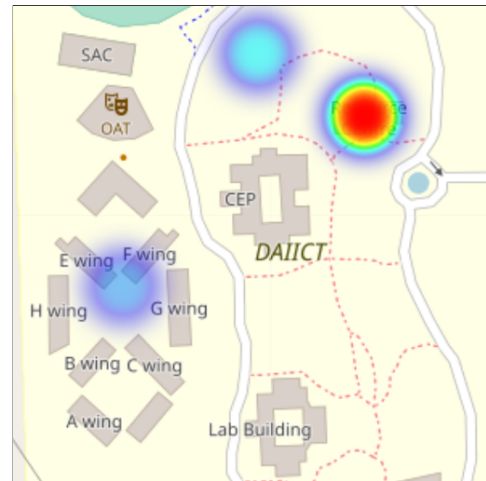 SAC
OAT
CEP
DAIICT
E wing
F wing
H wing
G wing
B wing
C wing
A wing
Lab Building